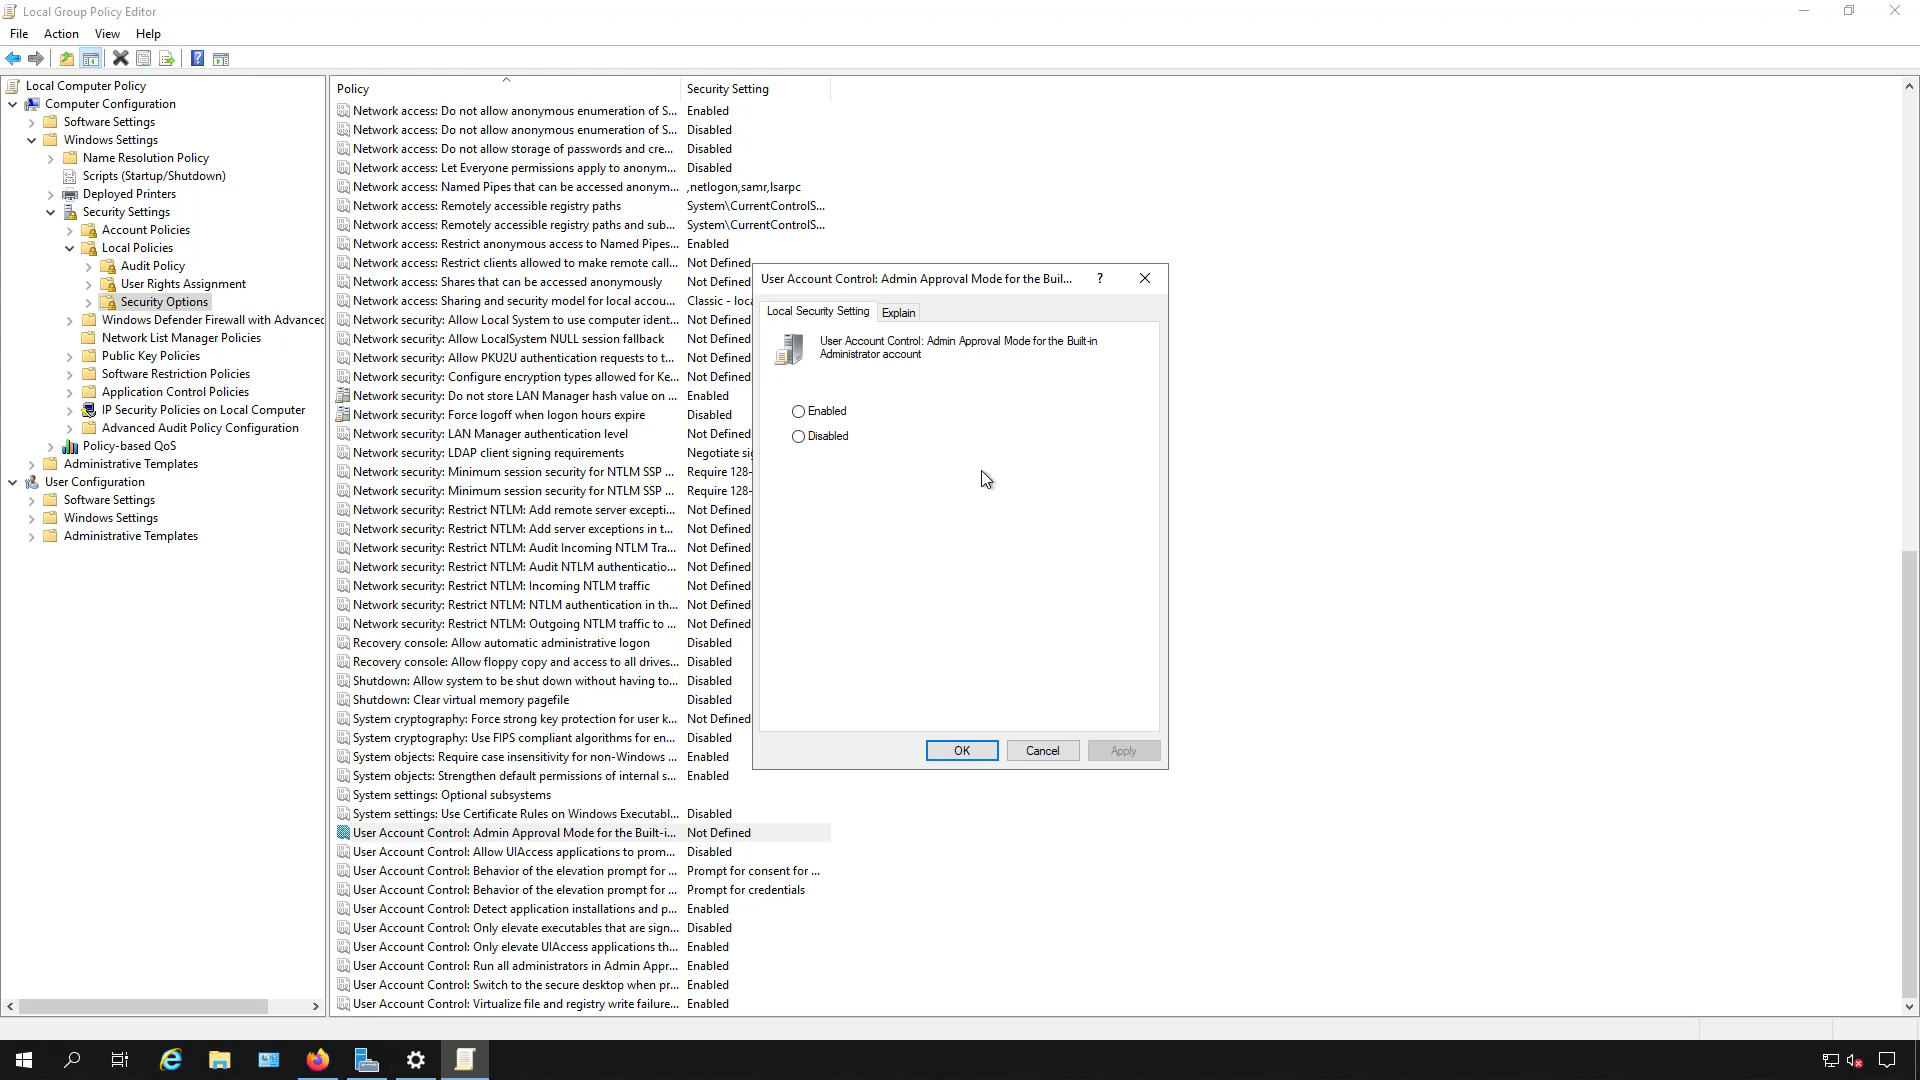 Local Group Policy Editor
File Action View Help
Local Computer Policy
Computer Configuration
Software Settings
Windows Settings
Name Resolution Policy
Scripts (Startup/Shutdown)
Deployed Printers
Security Settings
Account Policies
Local Policies
Audit Policy
User Rights Assignment
Security Options
Windows Defender Firewall with Advanced
Network List Manager Policies
Public Key Policies
Software Restriction Policies
Application Control Policies
IP Security Policies on Local Computer
Advanced Audit Policy Configuration
Policy-based QoS
Administrative Templates
User Configuration
Software Settings
Windows Settings
Administrative Templates
Policy Security Setting
Network access: Do not allow anonymous enumeration of S... Enabled
Network access: Do not allow anonymous enumeration of S... Disabled
Network access: Do not allow storage of passwords and cre... Disabled
Network access: Let Everyone permissions apply to anonym... Disabled
Network access: Named Pipes that can be accessed anonym... ,netlogon,samr,lsarpc
Network access: Remotely accessible registry paths System\CurrentControlS...
Network access: Remotely accessible registry paths and sub... System\CurrentControlS...
Network access: Restrict anonymous access to Named Pipes... Enabled
Network access: Restrict clients allowed to make remote call... Not Defined
Network access: Shares that can be accessed anonymously Not Defined
Network access: Sharing and security model for local accou... Classic - loca
Network security: Allow Local System to use computer ident... Not Defined
Network security: Allow LocalSystem NULL session fallback Not Defined
Network security: Allow PKU2U authentication requests to t... Not Defined
Network security: Configure encryption types allowed for Ke... Not Defined
Network security: Do not store LAN Manager hash value on ... Enabled
Network security: Force logoff when logon hours expire Disabled
Network security: LAN Manager authentication level Not Defined
Network security: LDAP client signing requirements Negotiate sig
Network security: Minimum session security for NTLM SSP ... Require 128-
Network security: Minimum session security for NTLM SSP ... Require 128-
Network security: Restrict NTLM: Add remote server excepti... Not Defined
Network security: Restrict NTLM: Add server exceptions in t... Not Defined
Network security: Restrict NTLM: Audit Incoming NTLM Tra... Not Defined
Network security: Restrict NTLM: Audit NTLM authenticatio... Not Defined
Network security: Restrict NTLM: Incoming NTLM traffic Not Defined
Network security: Restrict NTLM: NTLM authentication in th... Not Defined
Network security: Restrict NTLM: Outgoing NTLM traffic to ... Not Defined
Recovery console: Allow automatic administrative logon Disabled
Recovery console: Allow floppy copy and access to all drives... Disabled
Shutdown: Allow system to be shut down without having to... Disabled
Shutdown: Clear virtual memory pagefile Disabled
System cryptography: Force strong key protection for user k... Not Defined
System cryptography: Use FIPS compliant algorithms for en... Disabled
System objects: Require case insensitivity for non-Windows ... Enabled
System objects: Strengthen default permissions of internal s... Enabled
System settings: Optional subsystems
System settings: Use Certificate Rules on Windows Executabl... Disabled
User Account Control: Admin Approval Mode for the Built-i... Not Defined
User Account Control: Allow UIAccess applications to prom... Disabled
User Account Control: Behavior of the elevation prompt for ... Prompt for consent for ...
User Account Control: Behavior of the elevation prompt for ... Prompt for credentials
User Account Control: Detect application installations and p... Enabled
User Account Control: Only elevate executables that are sign... Disabled
User Account Control: Only elevate UIAccess applications th... Enabled
User Account Control: Run all administrators in Admin Appr... Enabled
User Account Control: Switch to the secure desktop when pr... Enabled
User Account Control: Virtualize file and registry write failure... Enabled
User Account Control: Admin Approval Mode for the Buil... ?
Local Security Setting Explain
User Account Control: Admin Approval Mode for the Built-in
Administrator account
Enabled
Disabled
OK Cancel Apply